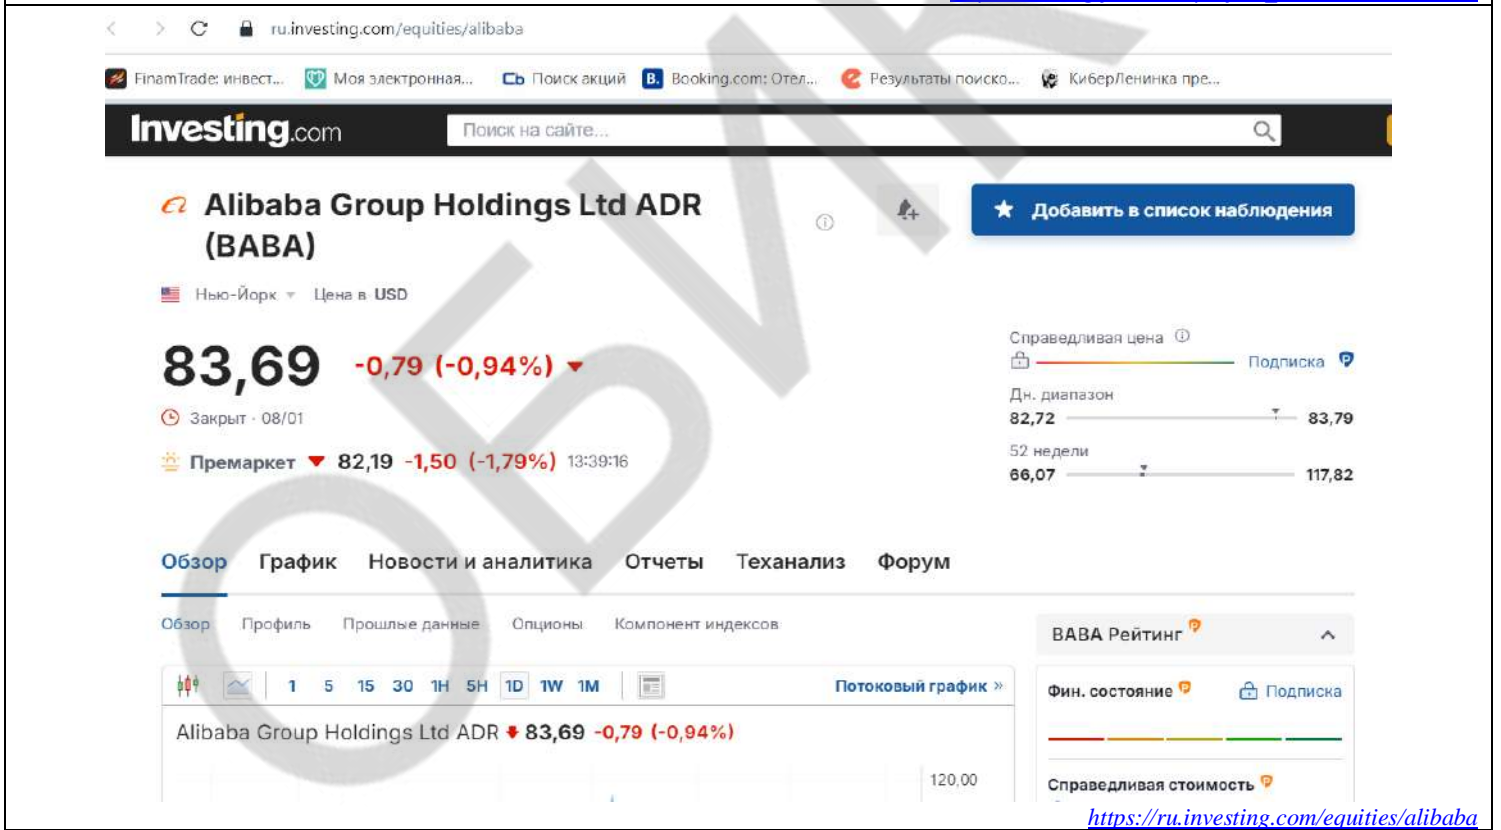 ru.investing.com/equities/alibaba
FinamTrade: инвест... Моя электронная... Сb Поиск акций B. Booking.com: Отел... Результаты поиско... КиберЛенинка пре...
Investing.com Поиск на сайте...
Alibaba Group Holdings Ltd ADR
(BABA)
Добавить в список наблюдения
Нью-Йорк Цена в USD
83,69 -0,79 (-0,94%)
Справедливая цена
Подписка
Закрыт · 08/01
Дн. диапазон
82,72 83,79
Премаркет 82,19 -1,50 (-1,79%) 13:39:16
52 недели
66,07 117,82
Обзор График Новости и аналитика Отчеты Теханализ Форум
Обзор Профиль Прошлые данные Опционы Компонент индексов
BABA Рейтинг
1 5 15 30 1H 5H 1D 1W 1M Потоковый график »
Фин. состояние Подписка
Alibaba Group Holdings Ltd ADR 83,69 -0,79 (-0,94%)
120,00
Справедливая стоимость
https://ru.investing.com/equities/alibaba
ОБИК